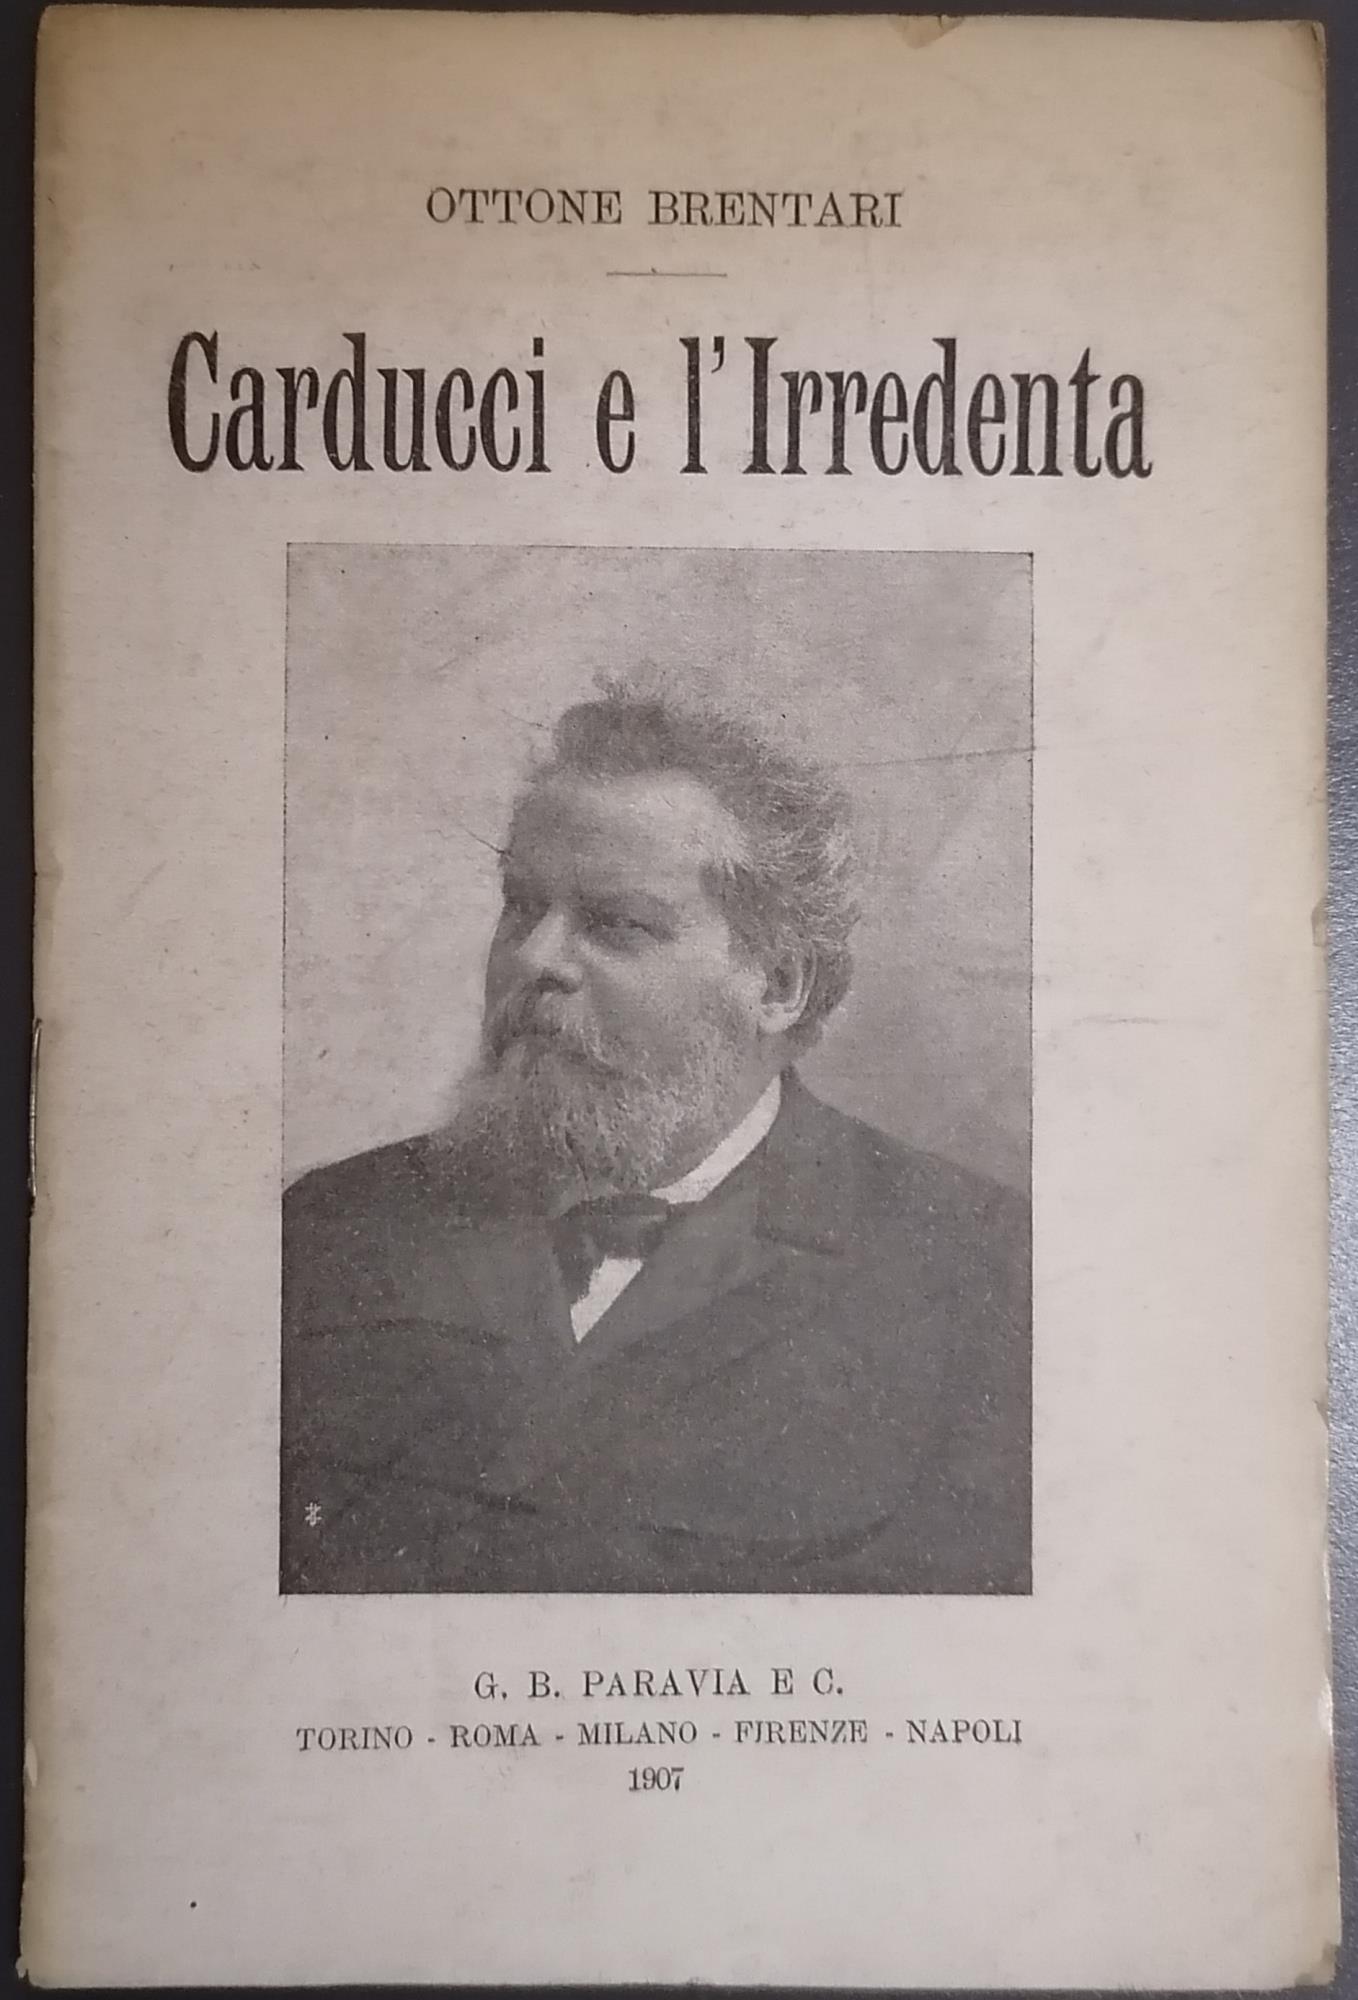 OTTONE BRENTARI
Carducci e l'Irredenta
G. B. PARAVIA E C.
TORINO - ROMA - MILANO - FIRENZE - NAPOLI
1907